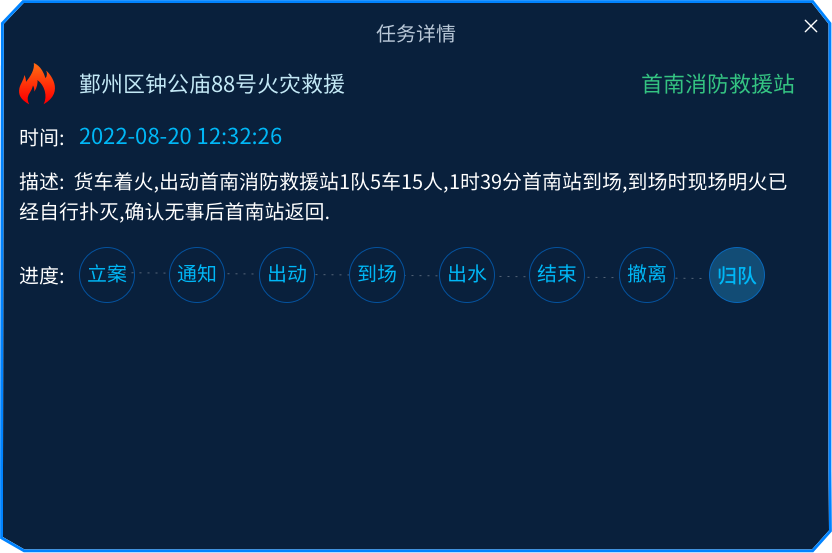 任务详情
鄞州区钟公庙88号火灾救援 首南消防救援站
时间: 2022-08-20 12:32:26
描述: 货车着火,出动首南消防救援站1队5车15人,1时39分首南站到场,到场时现场明火已
经自行扑灭,确认无事后首南站返回.
进度: 立案 通知 出动 到场 出水 结束 撤离 归队